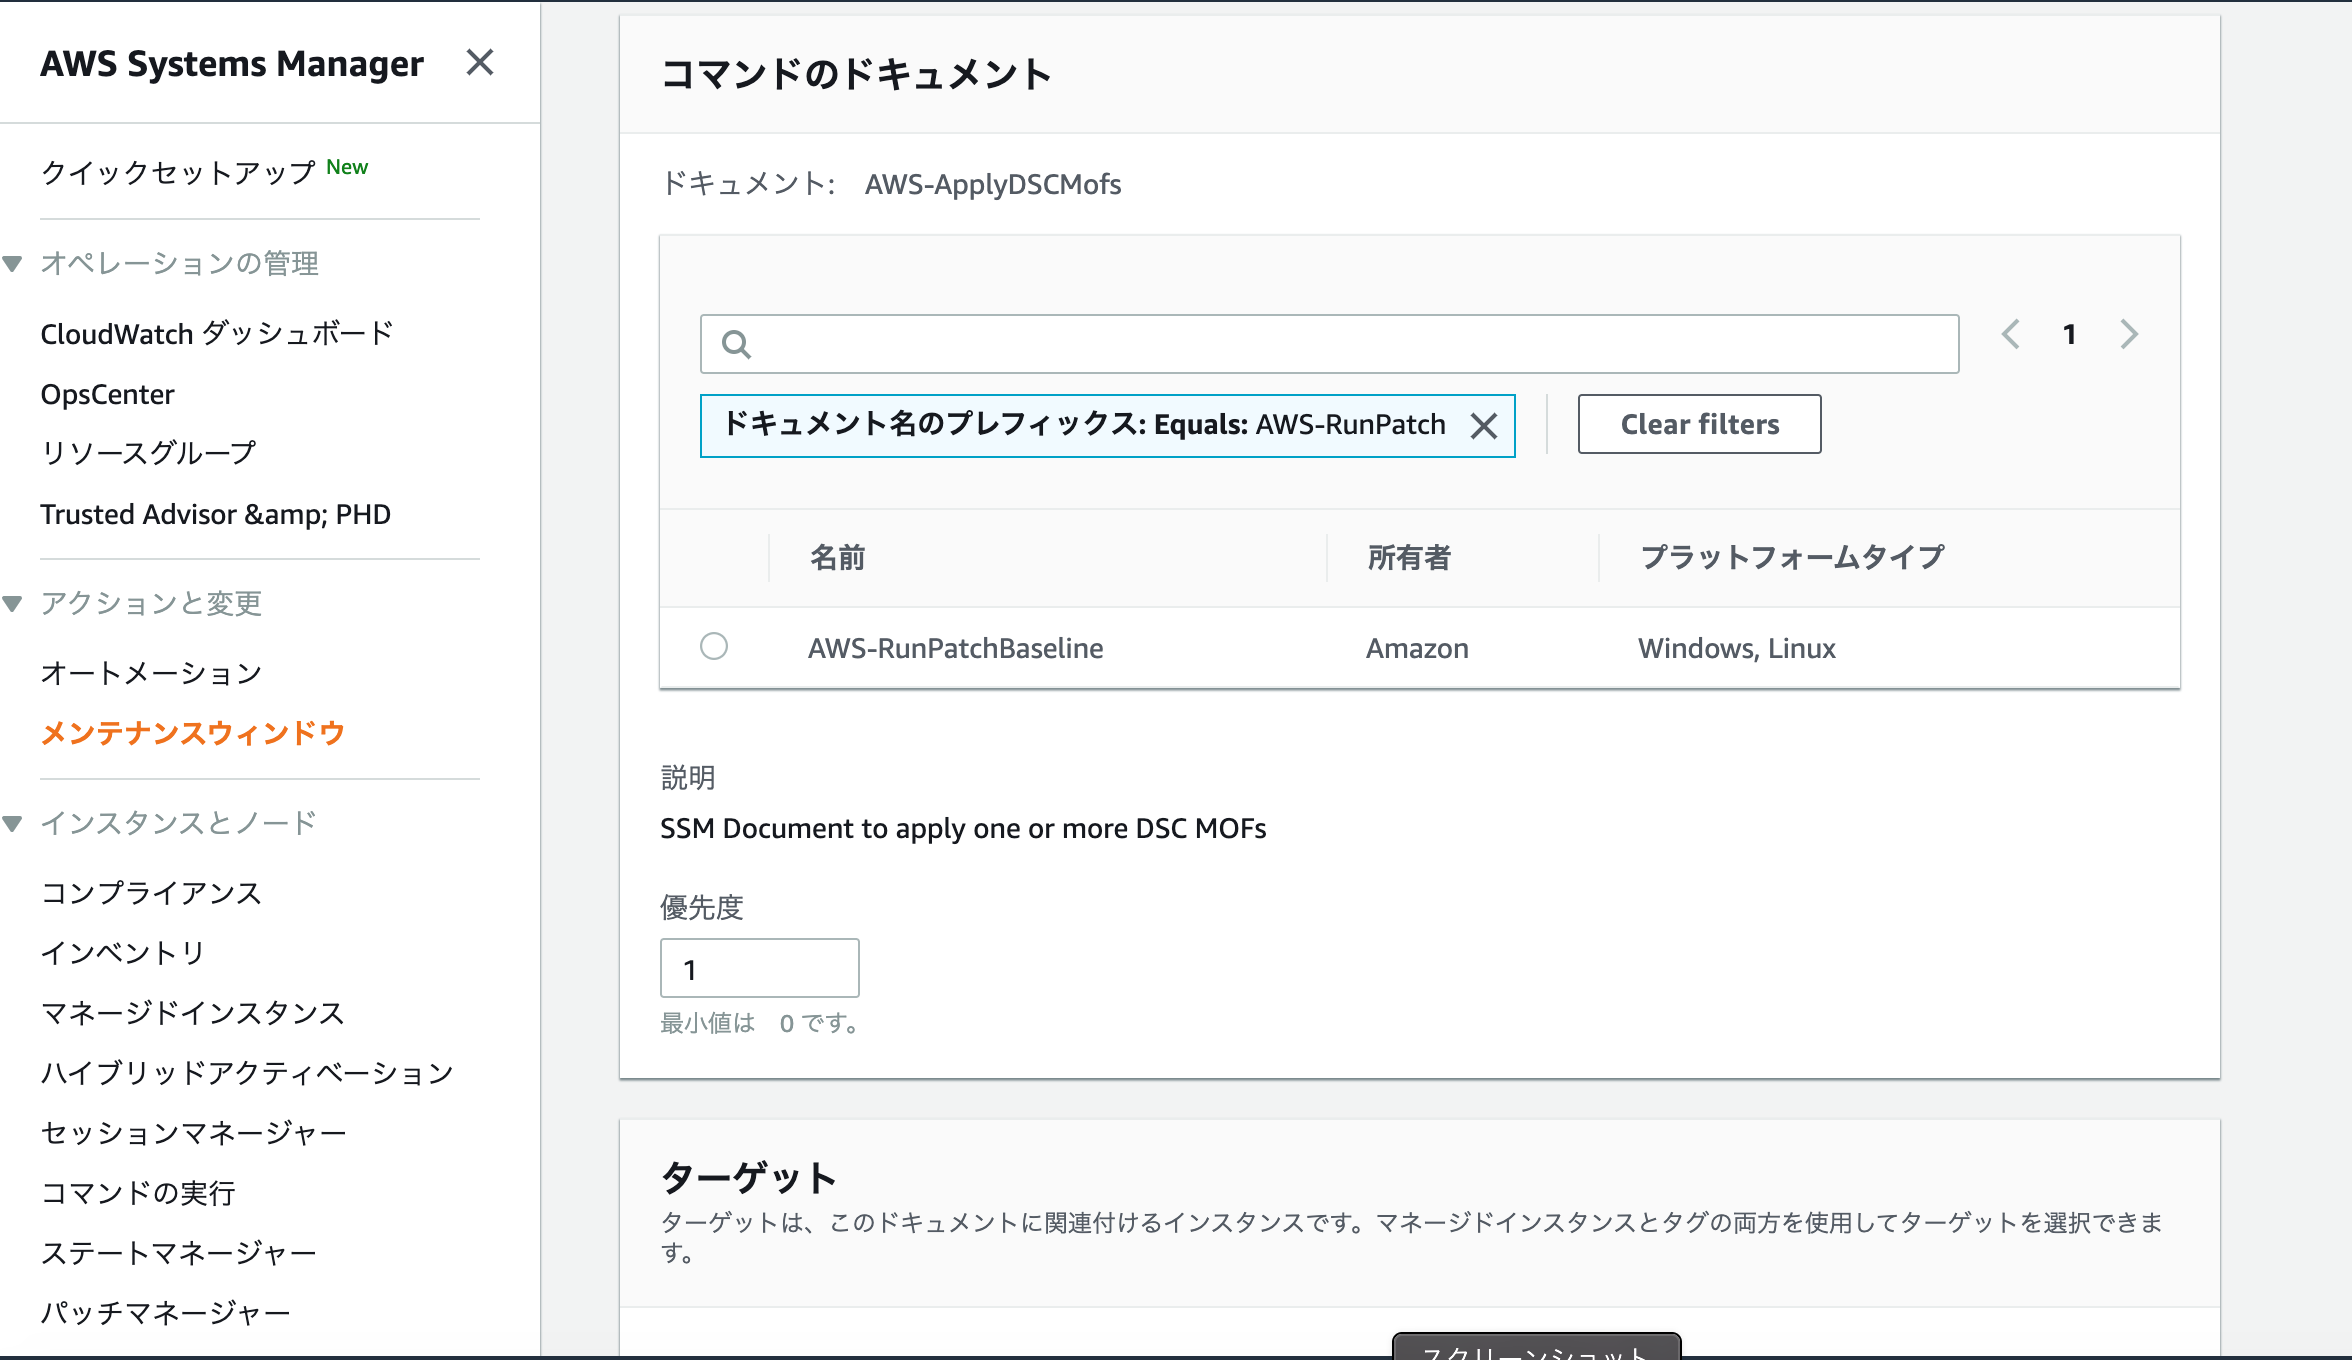 AWS Systems Manager
クイックセットアップ New
オペレーションの管理
CloudWatch ダッシュボード
OpsCenter
リソースグループ
Trusted Advisor &amp; PHD
アクションと変更
オートメーション
メンテナンスウィンドウ
インスタンスとノード
コンプライアンス
インベントリ
マネージドインスタンス
ハイブリッドアクティベーション
セッションマネージャー
コマンドの実行
ステートマネージャー
パッチマネージャー
コマンドのドキュメント
ドキュメント: AWS-ApplyDSCMofs
1
ドキュメント名のプレフィックス: Equals: AWS-RunPatch
Clear filters
名前 所有者 プラットフォームタイプ
AWS-RunPatchBaseline Amazon Windows, Linux
説明
SSM Document to apply one or more DSC MOFs
優先度
1
最小値は 0 です。
ターゲット
ターゲットは、このドキュメントに関連付けるインスタンスです。マネージドインスタンスとタグの両方を使用してターゲットを選択できま
す。
スクリーンショット